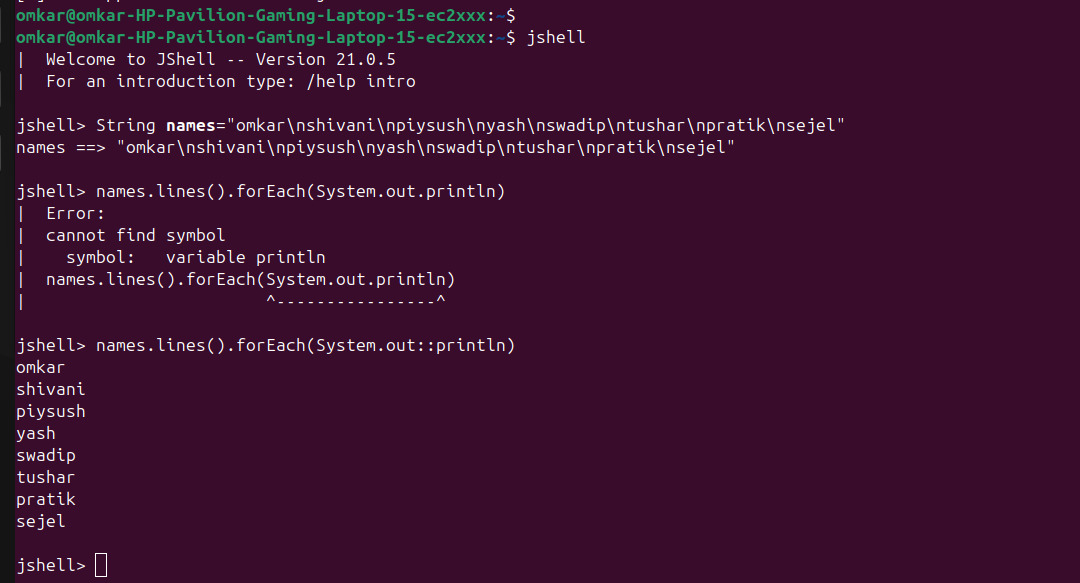 omkar@omkar-HP-Pavilion-Gaming-Laptop-15-ec2xxx:~$
omkar@omkar-HP-Pavilion-Gaming-Laptop-15-ec2xxx:~$ jshell
|  Welcome to JShell -- Version 21.0.5
|  For an introduction type: /help intro

jshell> String names="omkar\nshivani\npiysush\nyash\nswadip\ntushar\npratik\nsejel"
names ==> "omkar\nshivani\npiysush\nyash\nswadip\ntushar\npratik\nsejel"

jshell> names.lines().forEach(System.out.println)
|  Error:
|  cannot find symbol
|    symbol:   variable println
|  names.lines().forEach(System.out.println)
|                        ^----------------^

jshell> names.lines().forEach(System.out::println)
omkar
shivani
piysush
yash
swadip
tushar
pratik
sejel

jshell>